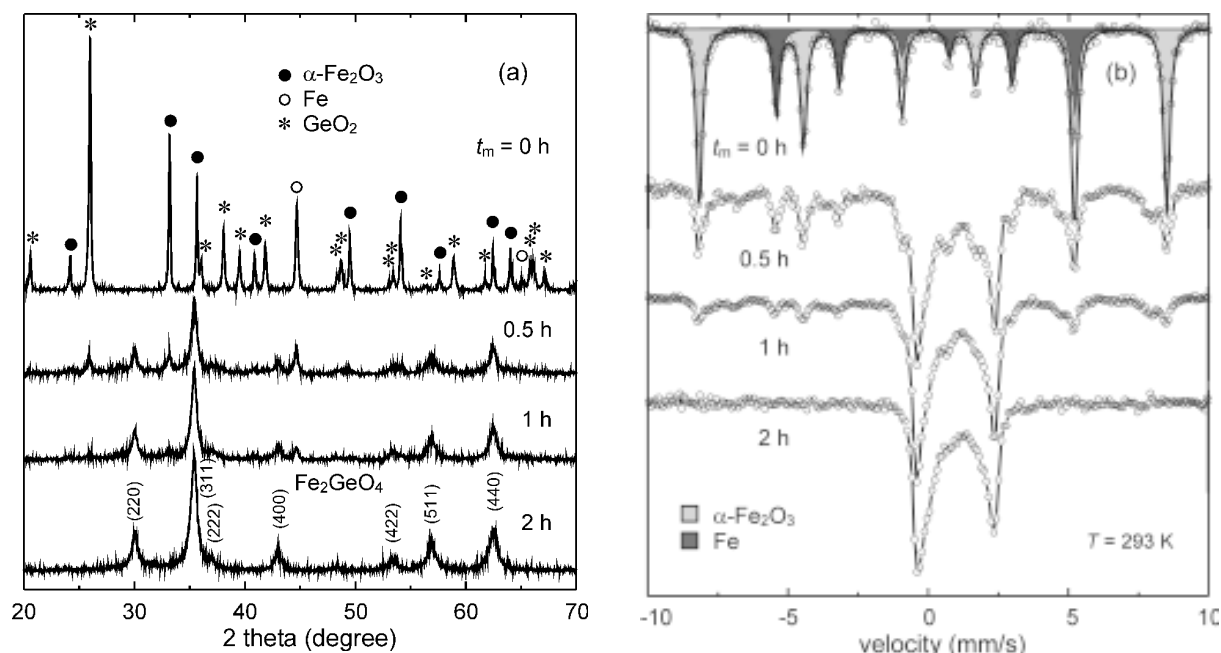 (a)
● α-Fe₂O₃
○ Fe
* GeO₂
tₘ = 0 h
0.5 h
1 h
Fe₂GeO₄
2 h
(220)
(311)
(222)
(400)
(422)
(511)
(440)
20 30 40 50 60 70
2 theta (degree)
(b)
tₘ = 0 h
0.5 h
1 h
2 h
α-Fe₂O₃
Fe
T = 293 K
-10 -5 0 5 10
velocity (mm/s)